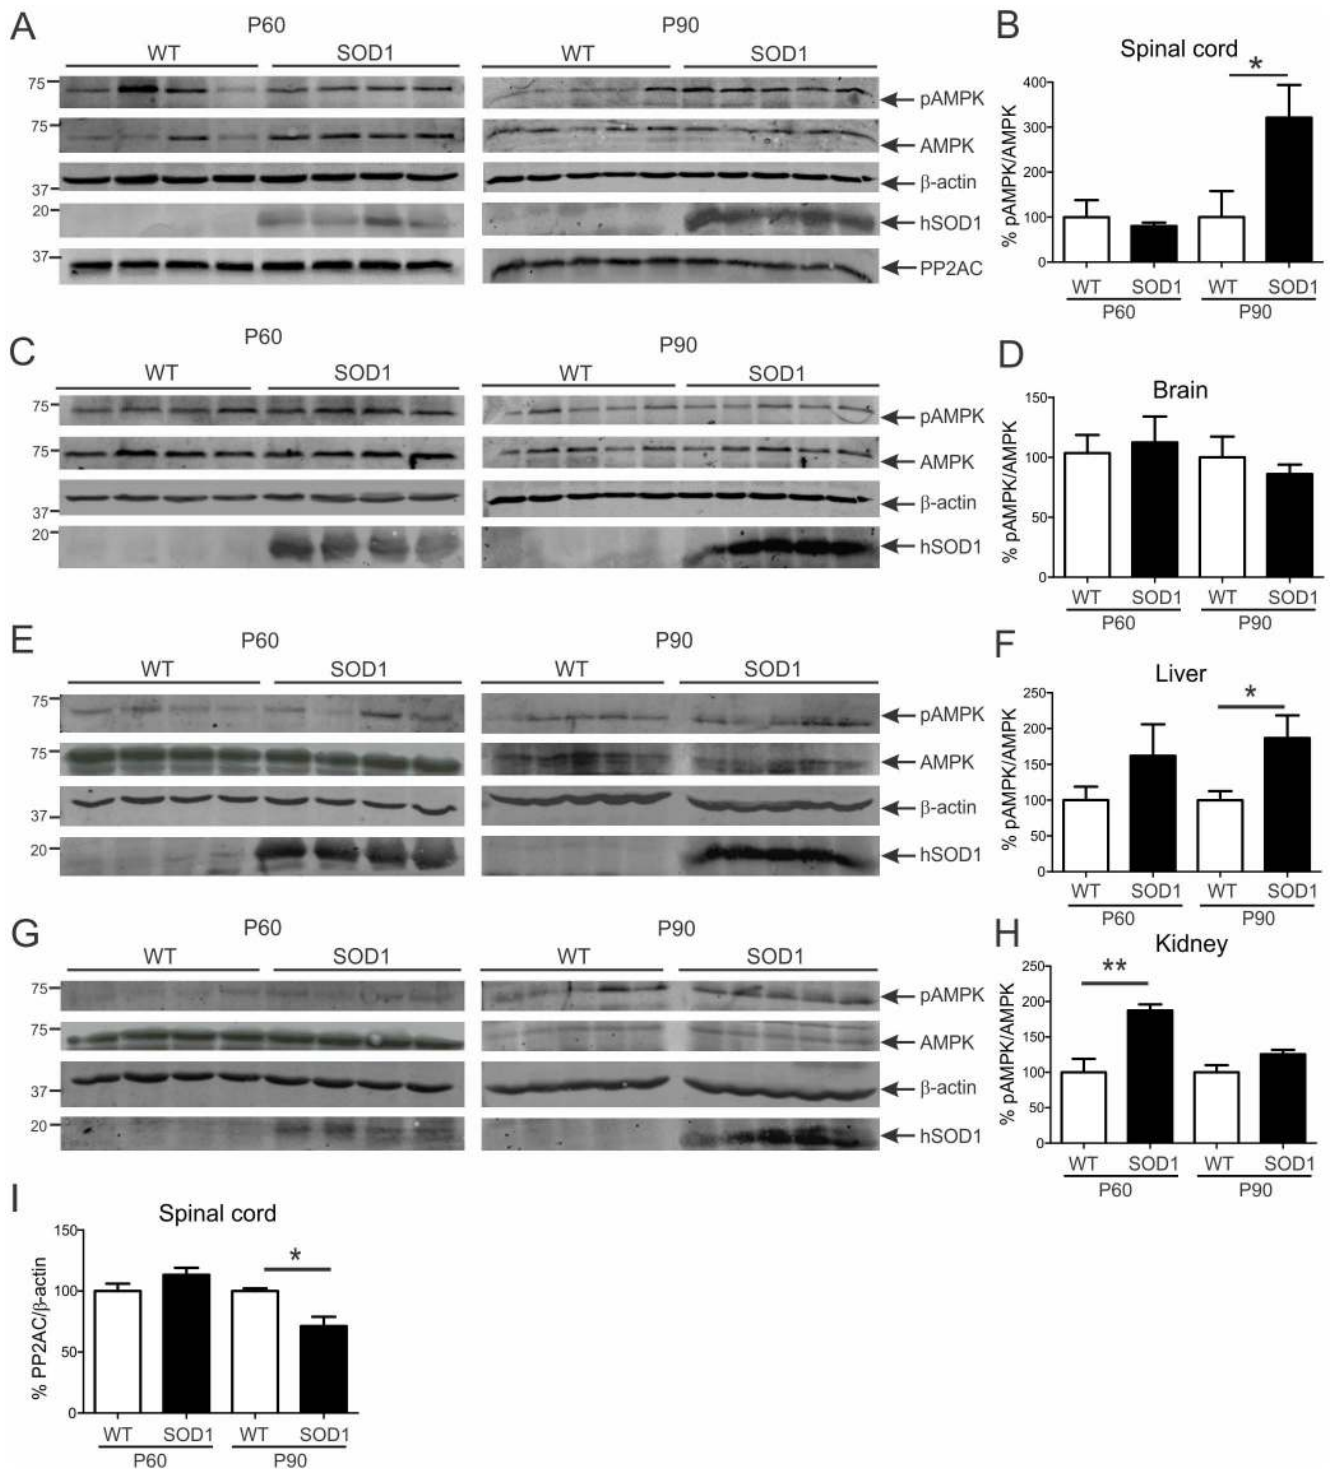 A
P60
P90
WT
SOD1
WT
SOD1
75
pAMPK
75
AMPK
37
β-actin
20
hSOD1
37
PP2AC
B
Spinal cord
*
% pAMPK/AMPK
400
300
200
100
0
WT
SOD1
WT
SOD1
P60
P90
C
P60
P90
WT
SOD1
WT
SOD1
75
pAMPK
75
AMPK
37
β-actin
20
hSOD1
D
Brain
% pAMPK/AMPK
150
100
50
0
WT
SOD1
WT
SOD1
P60
P90
E
P60
P90
WT
SOD1
WT
SOD1
75
pAMPK
75
AMPK
37
β-actin
20
hSOD1
F
Liver
*
% pAMPK/AMPK
250
200
150
100
50
0
WT
SOD1
WT
SOD1
P60
P90
G
P60
P90
WT
SOD1
WT
SOD1
75
pAMPK
75
AMPK
37
β-actin
20
hSOD1
H
Kidney
**
% pAMPK/AMPK
250
200
150
100
50
0
WT
SOD1
WT
SOD1
P60
P90
I
Spinal cord
*
% PP2AC/β-actin
150
100
50
0
WT
SOD1
WT
SOD1
P60
P90